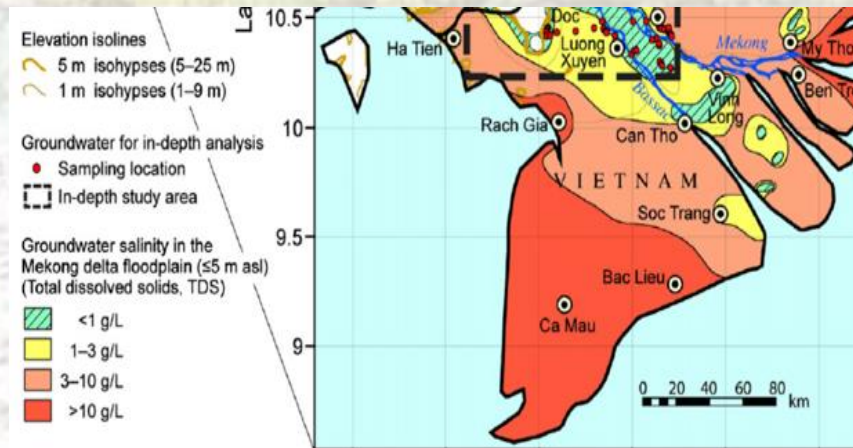 Elevation isolines
5 m isohypses (5–25 m)
1 m isohypses (1–9 m)
Groundwater for in-depth analysis
Sampling location
In-depth study area
Groundwater salinity in the
Mekong delta floodplain (≤5 m asl)
(Total dissolved solids, TDS)
<1 g/L
1–3 g/L
3–10 g/L
>10 g/L
La
10.5
10
9.5
9
Doc
Ha Tien
Luong
Xuyen
Mekong
My Tho
Bassac
Vinh
Long
Ben Tre
Rach Gia
Can Tho
VIETNAM
Soc Trang
Bac Lieu
Ca Mau
0 20 40 60 80
km